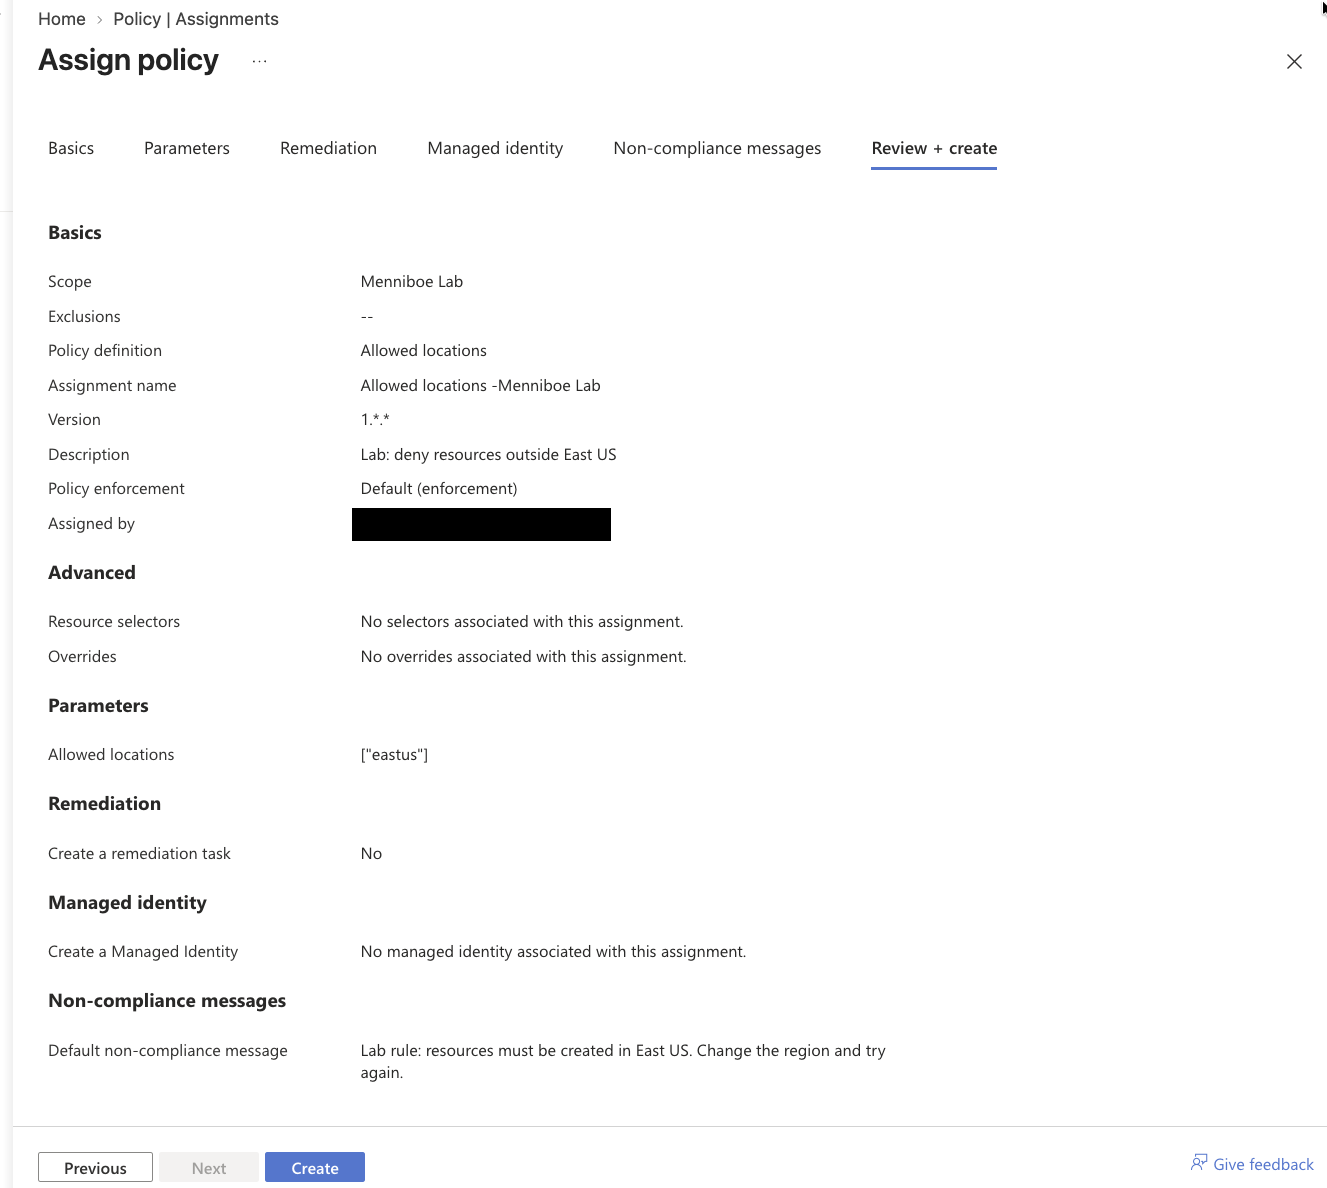 Home > Policy | Assignments
Assign policy ...
Basics Parameters Remediation Managed identity Non-compliance messages Review + create
Basics
Scope Menniboe Lab
Exclusions --
Policy definition Allowed locations
Assignment name Allowed locations -Menniboe Lab
Version 1.*.*
Description Lab: deny resources outside East US
Policy enforcement Default (enforcement)
Assigned by
Advanced
Resource selectors No selectors associated with this assignment.
Overrides No overrides associated with this assignment.
Parameters
Allowed locations ["eastus"]
Remediation
Create a remediation task No
Managed identity
Create a Managed Identity No managed identity associated with this assignment.
Non-compliance messages
Default non-compliance message Lab rule: resources must be created in East US. Change the region and try
again.
Previous Next Create Give feedback